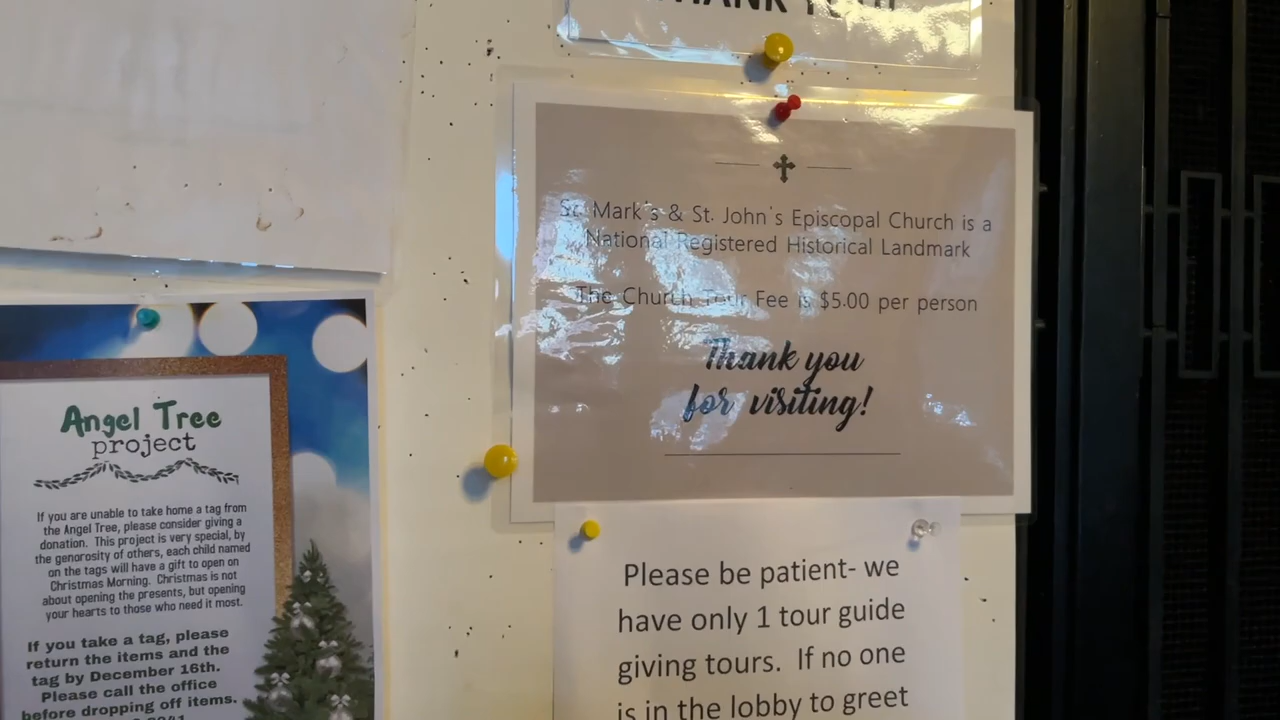 THANK YOU!
St. Mark's & St. John's Episcopal Church is a
National Registered Historical Landmark
The Church Tour Fee is $5.00 per person
Thank you
for visiting!
Please be patient- we
have only 1 tour guide
giving tours. If no one
is in the lobby to greet
Angel Tree
project
If you are unable to take home a tag from
the Angel Tree, please consider giving a
donation. This project is very special, by
the genorosity of others, each child named
on the tags will have a gift to open on
Christmas Morning. Christmas is not
about opening the presents, but opening
your hearts to those who need it most.
If you take a tag, please
return the items and the
tag by December 16th.
Please call the office
before dropping off items.